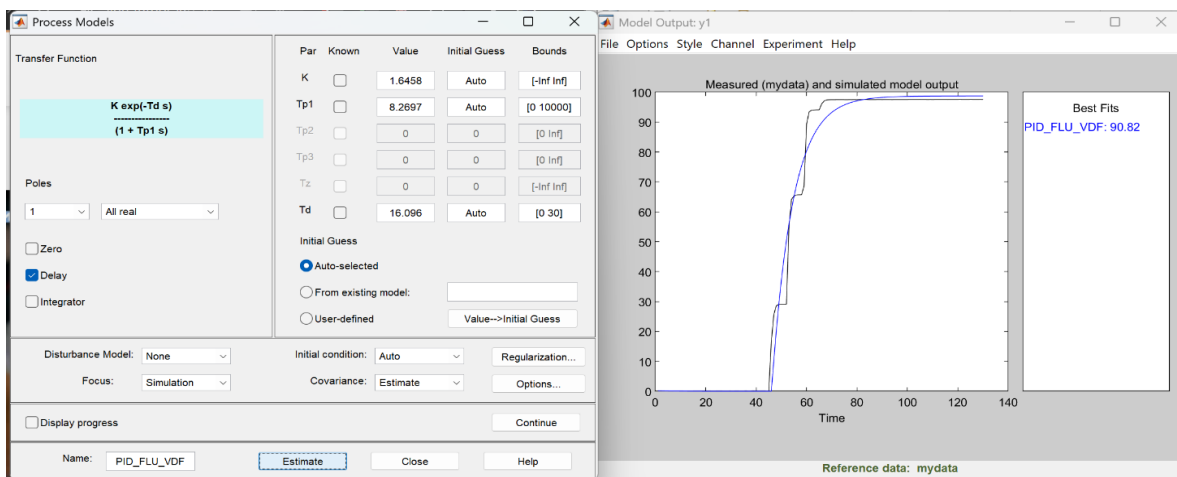 Process Models
Transfer Function
K exp(-Td s)
----------------
(1 + Tp1 s)
Poles
1 All real
Zero
Delay
Integrator
Par Known Value Initial Guess Bounds
K 1.6458 Auto [-Inf Inf]
Tp1 8.2697 Auto [0 10000]
Tp2 0 0 [0 Inf]
Tp3 0 0 [0 Inf]
Tz 0 0 [-Inf Inf]
Td 16.096 Auto [0 30]
Initial Guess
Auto-selected
From existing model:
User-defined Value-->Initial Guess
Disturbance Model: None Initial condition: Auto Regularization...
Focus: Simulation Covariance: Estimate Options...
Display progress Continue
Name: PID_FLU_VDF Estimate Close Help
Model Output: y1
File Options Style Channel Experiment Help
Measured (mydata) and simulated model output
100
90
80
70
60
50
40
30
20
10
0
0 20 40 60 80 100 120 140
Time
Best Fits
PID_FLU_VDF: 90.82
Reference data: mydata